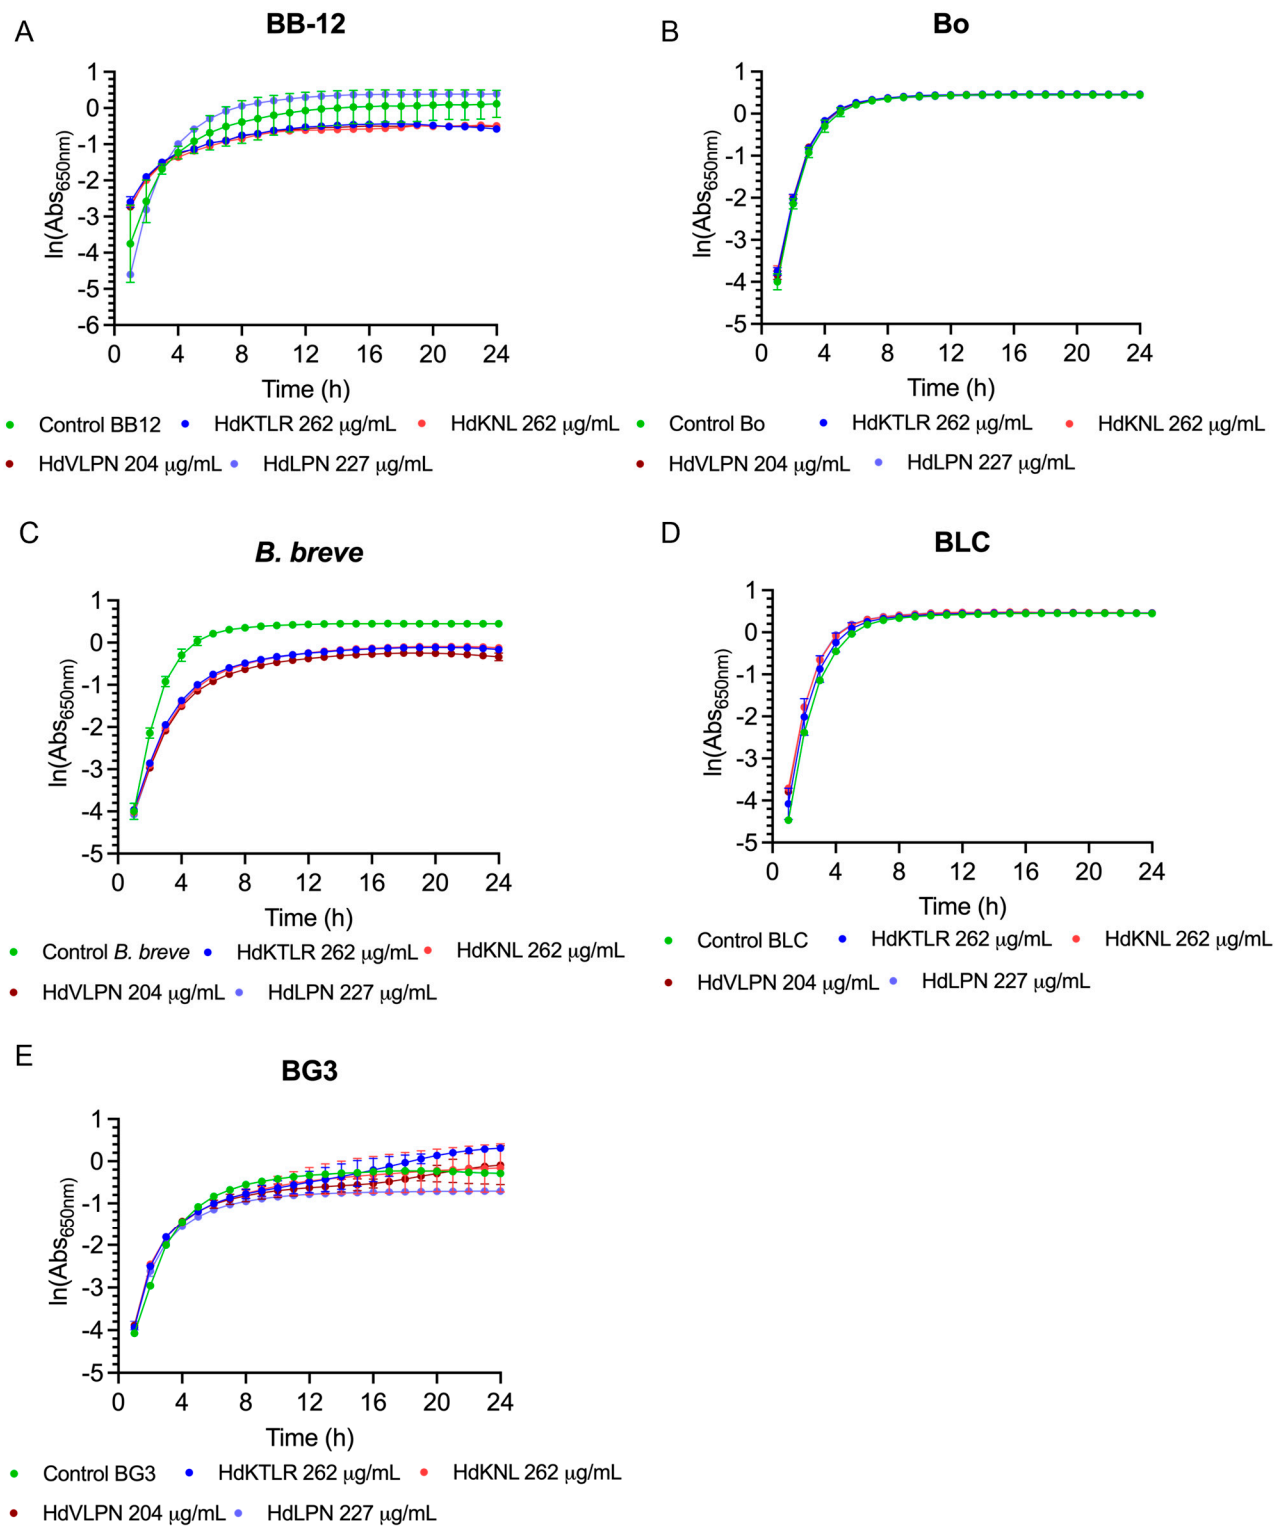 A
BB-12
1
0
-1
-2
-3
-4
-5
-6
ln(Abs650nm)
0 4 8 12 16 20 24
Time (h)
Control BB12 HdKTLR 262 μg/mL HdKNL 262 μg/mL
HdVLPN 204 μg/mL HdLPN 227 μg/mL
B
Bo
1
0
-1
-2
-3
-4
-5
ln(Abs650nm)
0 4 8 12 16 20 24
Time (h)
Control Bo HdKTLR 262 μg/mL HdKNL 262 μg/mL
HdVLPN 204 μg/mL HdLPN 227 μg/mL
C
B. breve
1
0
-1
-2
-3
-4
-5
ln(Abs650nm)
0 4 8 12 16 20 24
Time (h)
Control B. breve HdKTLR 262 μg/mL HdKNL 262 μg/mL
HdVLPN 204 μg/mL HdLPN 227 μg/mL
D
BLC
1
0
-1
-2
-3
-4
-5
ln(Abs650nm)
0 4 8 12 16 20 24
Time (h)
Control BLC HdKTLR 262 μg/mL HdKNL 262 μg/mL
HdVLPN 204 μg/mL HdLPN 227 μg/mL
E
BG3
1
0
-1
-2
-3
-4
-5
ln(Abs650nm)
0 4 8 12 16 20 24
Time (h)
Control BG3 HdKTLR 262 μg/mL HdKNL 262 μg/mL
HdVLPN 204 μg/mL HdLPN 227 μg/mL